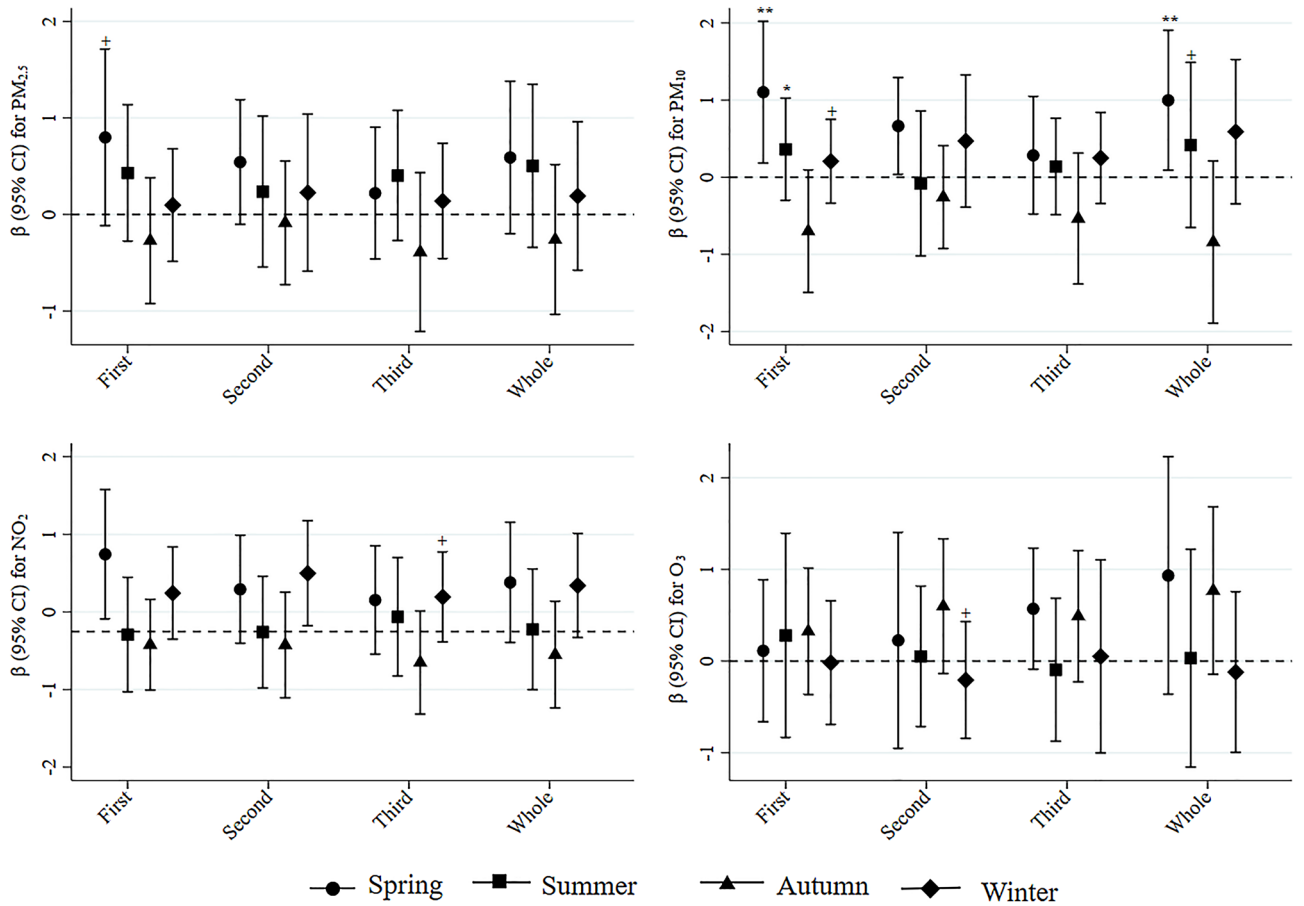 β (95% CI) for PM2.5
2
1
0
-1
+
First
Second
Third
Whole
β (95% CI) for PM10
2
1
0
-1
-2
**
*
+
**
+
First
Second
Third
Whole
β (95% CI) for NO2
2
1
0
-1
-2
+
First
Second
Third
Whole
β (95% CI) for O3
2
1
0
-1
+
First
Second
Third
Whole
Spring Summer Autumn Winter